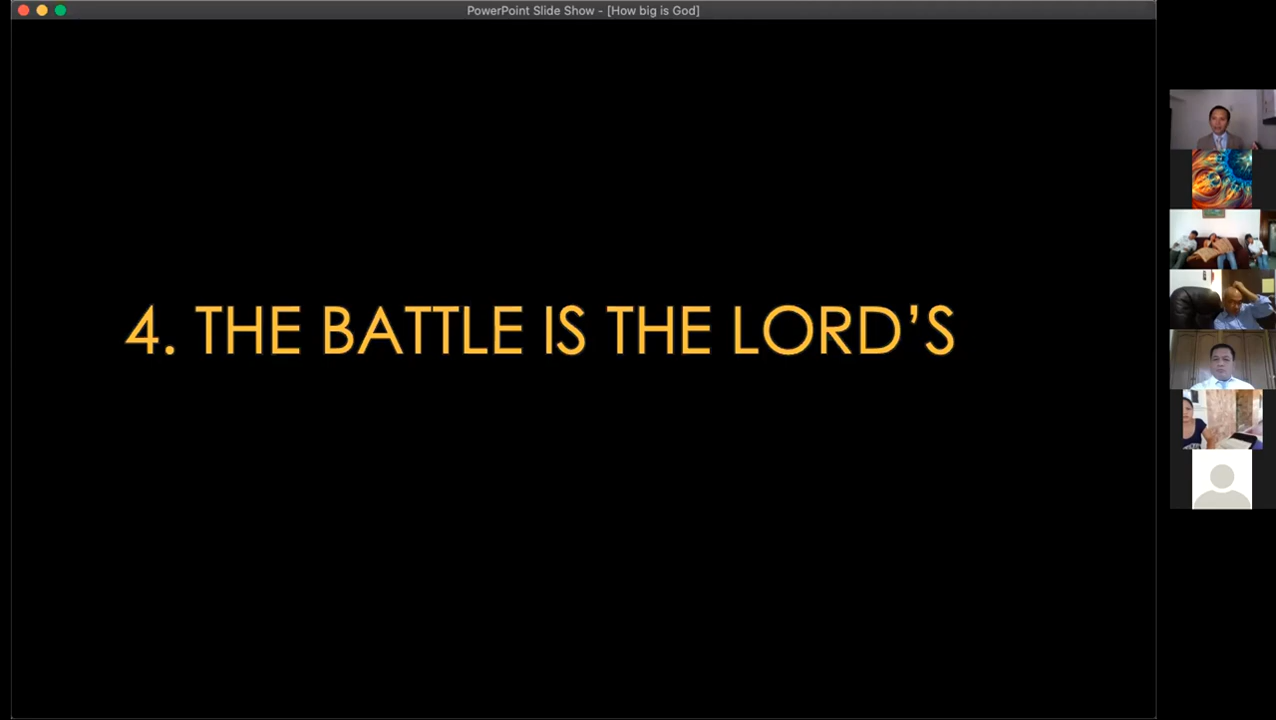 PowerPoint Slide Show - [How big is God]
4. THE BATTLE IS THE LORD'S